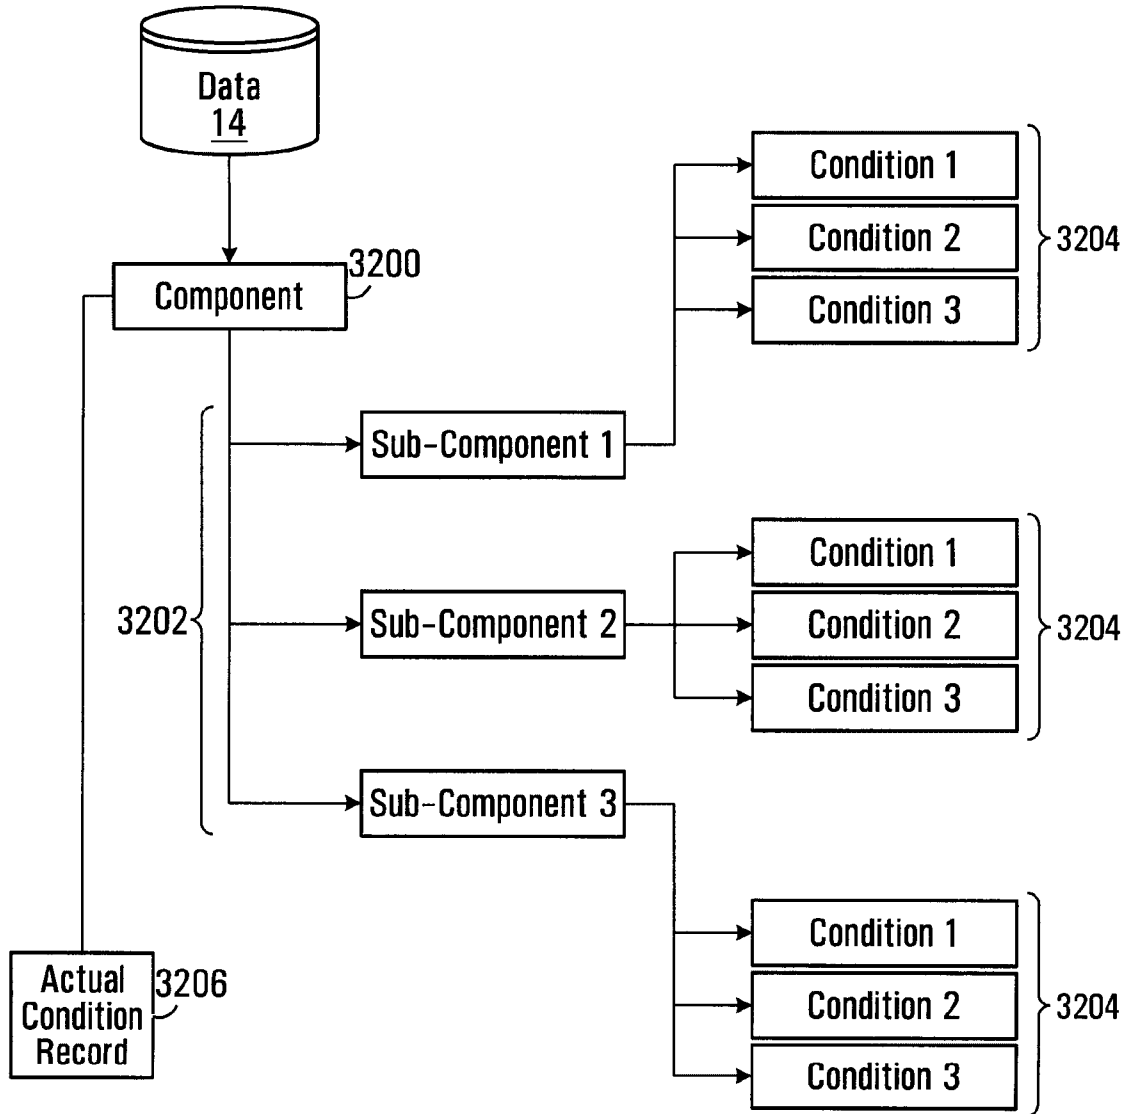 Data
14
Component
3200
Condition 1
Condition 2
Condition 3
3204
Sub-Component 1
3202
Sub-Component 2
Condition 1
Condition 2
Condition 3
3204
Sub-Component 3
Condition 1
Condition 2
Condition 3
3204
Actual
Condition
Record
3206